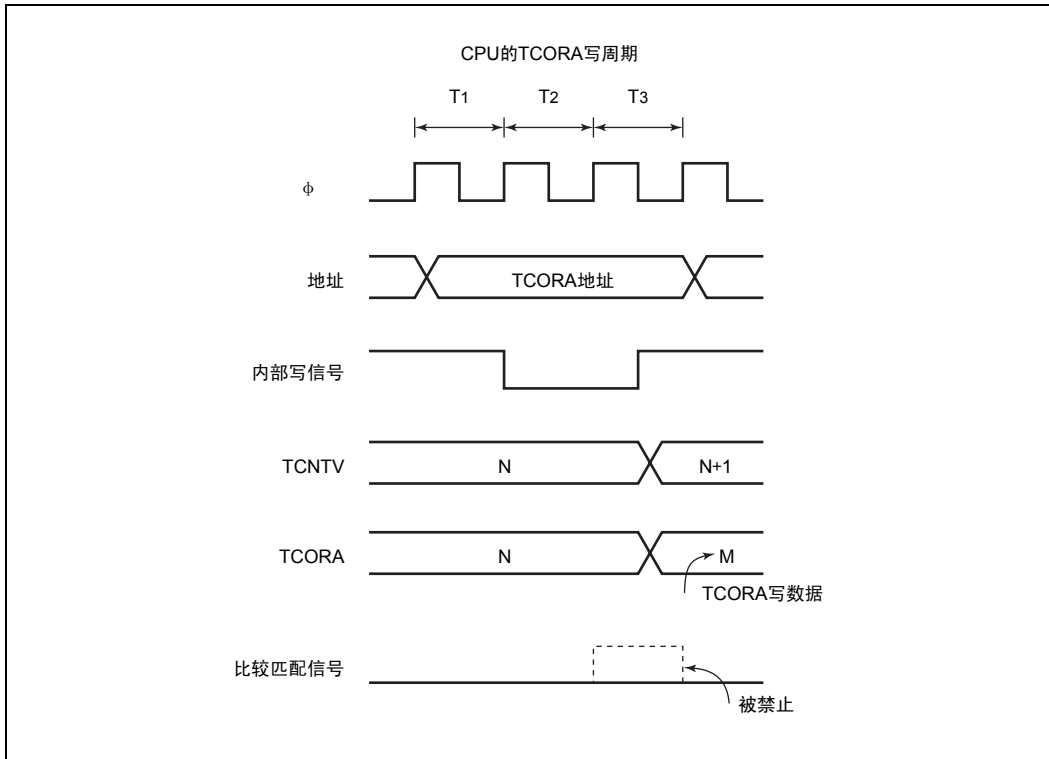 CPU的TCORA写周期
T1 T2 T3
φ
地址 TCORA地址
内部写信号
TCNTV N N+1
TCORA N M
TCORA写数据
比较匹配信号
被禁止